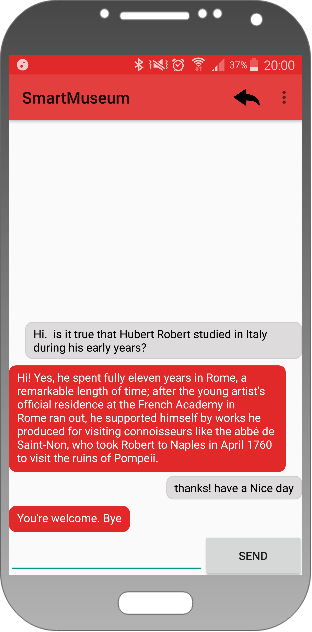 37% 20:00
SmartMuseum
Hi.  is it true that Hubert Robert studied in Italy
during his early years?
Hi! Yes, he spent fully eleven years in Rome, a
remarkable length of time; after the young artist's
official residence at the French Academy in
Rome ran out, he supported himself by works he
produced for visiting connoisseurs like the abbé de
Saint-Non, who took Robert to Naples in April 1760
to visit the ruins of Pompeii.
thanks! have a Nice day
You're welcome. Bye
SEND